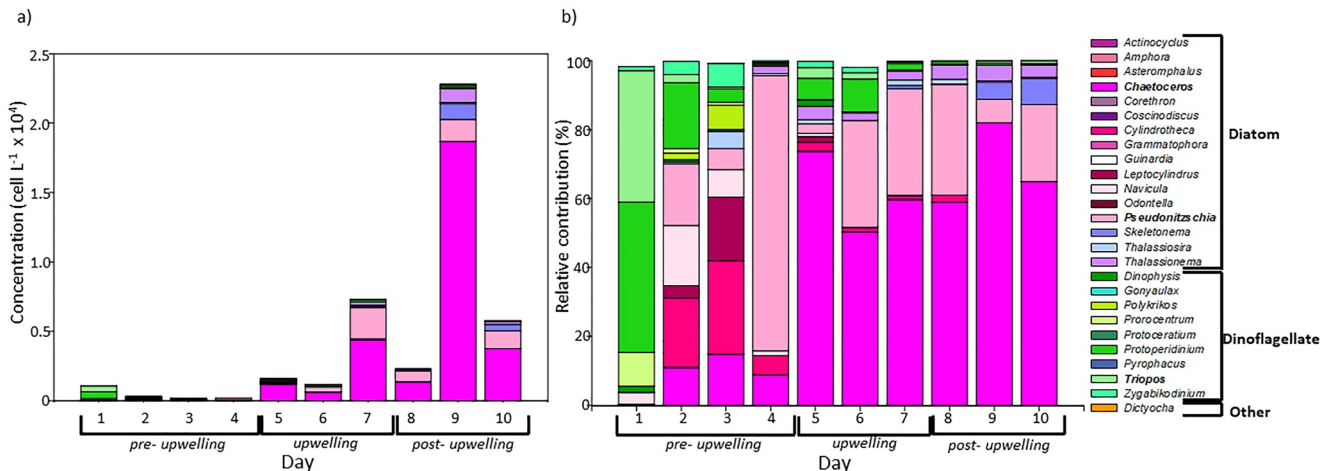 a)
Concentration (cell L-1 x 104)
2.5
2.0
1.5
1.0
0.5
0
1 2 3 4 5 6 7 8 9 10
pre- upwelling upwelling post- upwelling
Day
b)
Relative contribution (%)
100
80
60
40
20
0
1 2 3 4 5 6 7 8 9 10
pre- upwelling upwelling post- upwelling
Day
Actinocyclus
Amphora
Asteromphalus
Chaetoceros
Corethron
Coscinodiscus
Cylindrotheca
Grammatophora
Guinardia
Leptocylindrus
Navicula
Odontella
Pseudonitzschia
Skeletonema
Thalassiosira
Thalassionema
Dinophysis
Gonyaulax
Polykrikos
Prorocentrum
Protoceratium
Protoperidinium
Pyrophacus
Triopos
Zygabikodinium
Dictyocha
Diatom
Dinoflagellate
Other